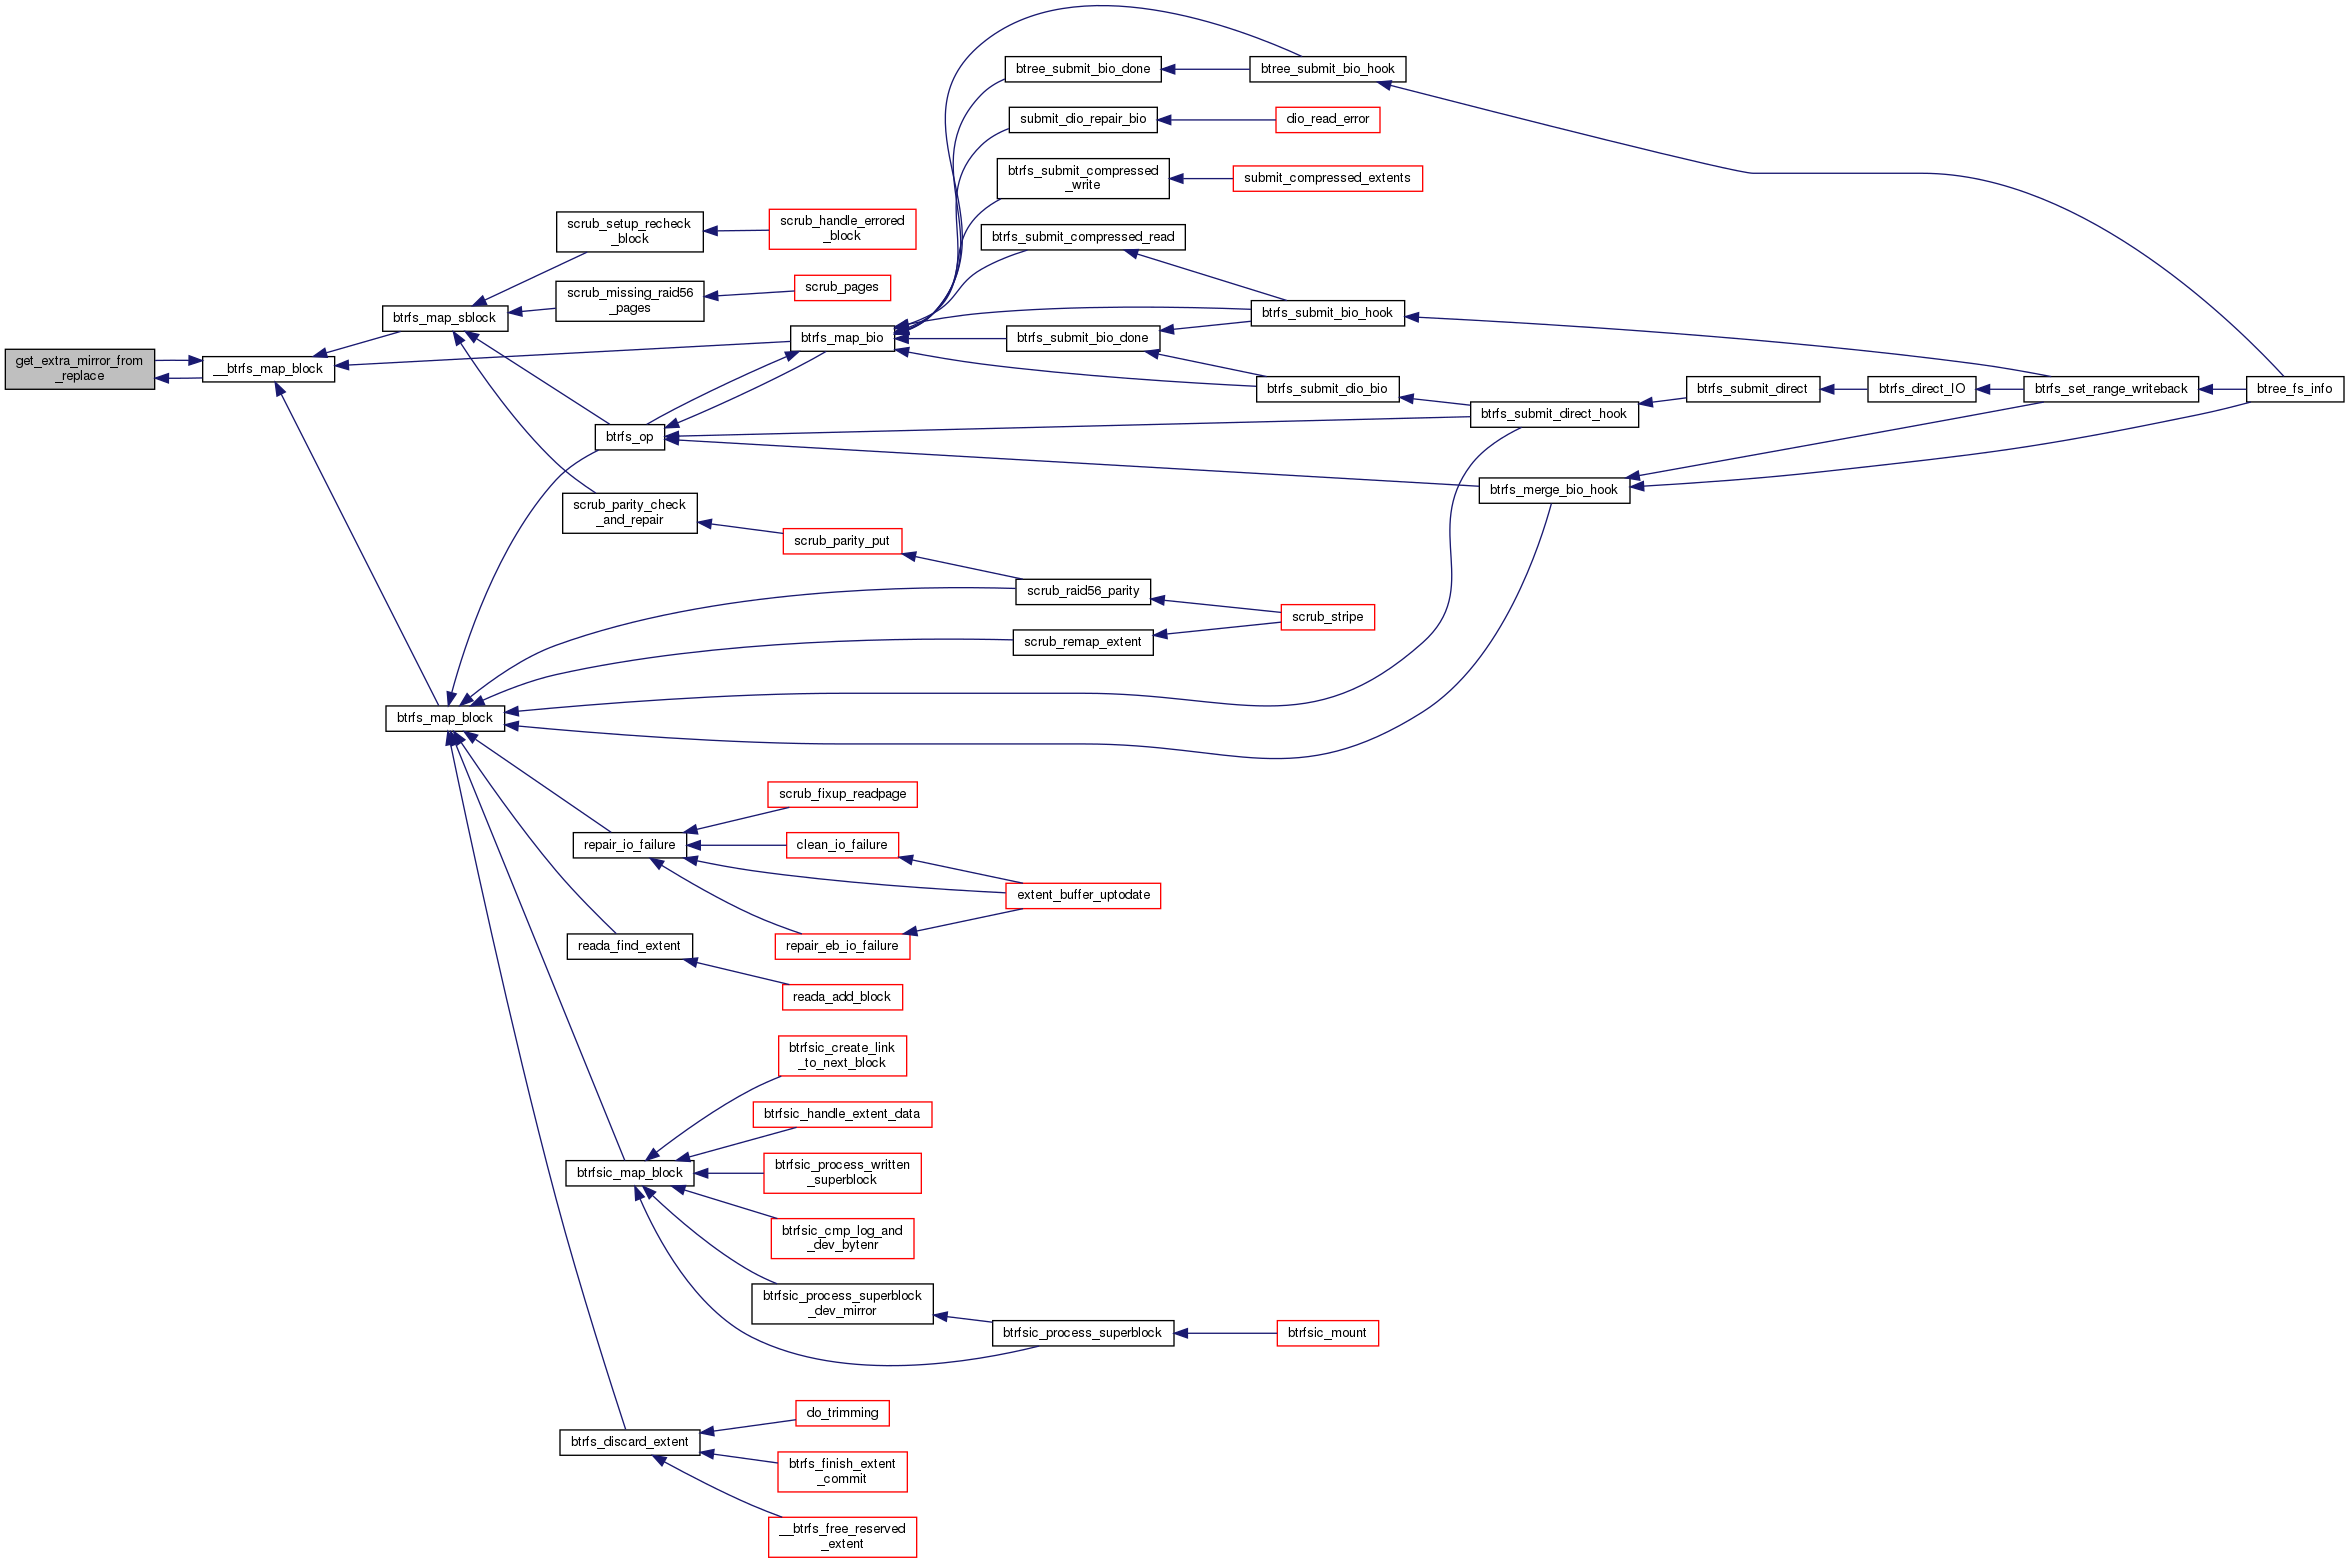 get_extra_mirror_from
_replace
__btrfs_map_block
btrfs_map_sblock
scrub_setup_recheck
_block
scrub_handle_errored
_block
scrub_missing_raid56
_pages
scrub_pages
btrfs_map_bio
btrfs_op
scrub_parity_check
_and_repair
scrub_parity_put
btree_submit_bio_done
btree_submit_bio_hook
submit_dio_repair_bio
dio_read_error
btrfs_submit_compressed
_write
submit_compressed_extents
btrfs_submit_compressed_read
btrfs_submit_bio_hook
btrfs_submit_bio_done
btrfs_submit_dio_bio
btrfs_submit_direct_hook
btrfs_submit_direct
btrfs_direct_IO
btrfs_set_range_writeback
btree_fs_info
btrfs_merge_bio_hook
scrub_raid56_parity
scrub_stripe
scrub_remap_extent
btrfs_map_block
scrub_fixup_readpage
repair_io_failure
clean_io_failure
extent_buffer_uptodate
repair_eb_io_failure
reada_find_extent
reada_add_block
btrfsic_create_link
_to_next_block
btrfsic_handle_extent_data
btrfsic_map_block
btrfsic_process_written
_superblock
btrfsic_cmp_log_and
_dev_bytenr
btrfsic_process_superblock
_dev_mirror
btrfsic_process_superblock
btrfsic_mount
do_trimming
btrfs_discard_extent
btrfs_finish_extent
_commit
__btrfs_free_reserved
_extent